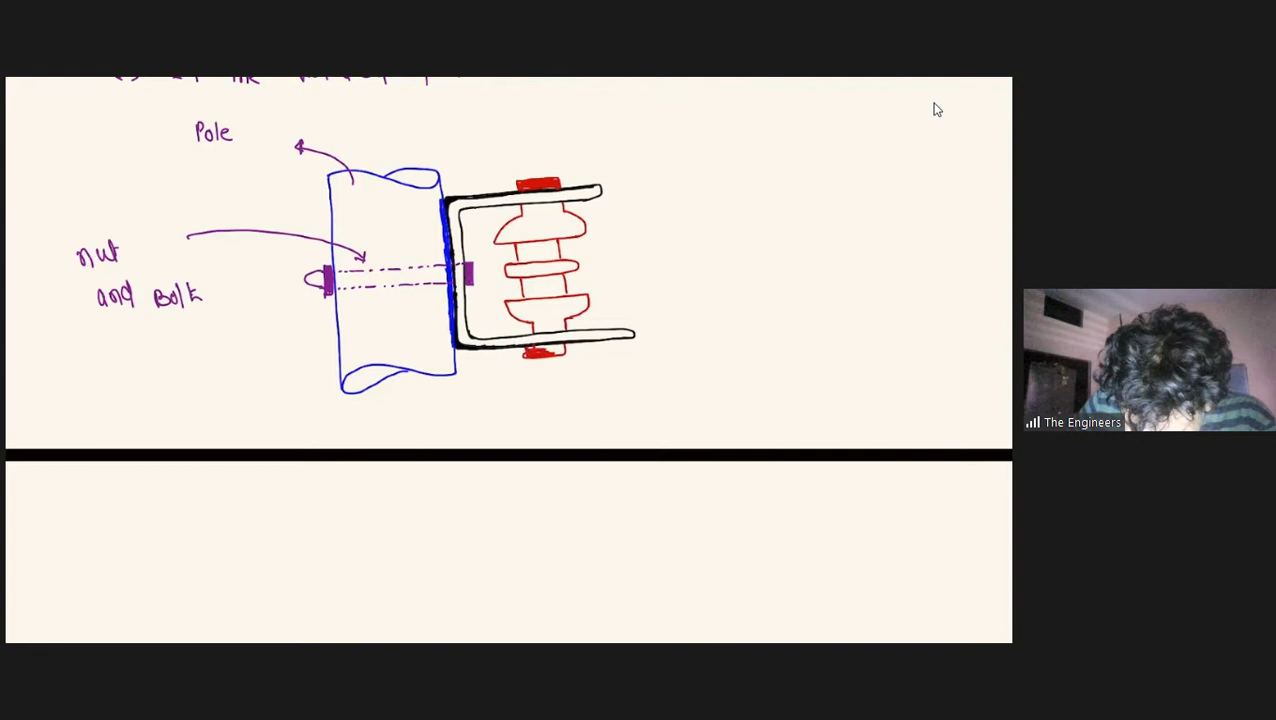 Pole
nut
and Bolt
The Engineers